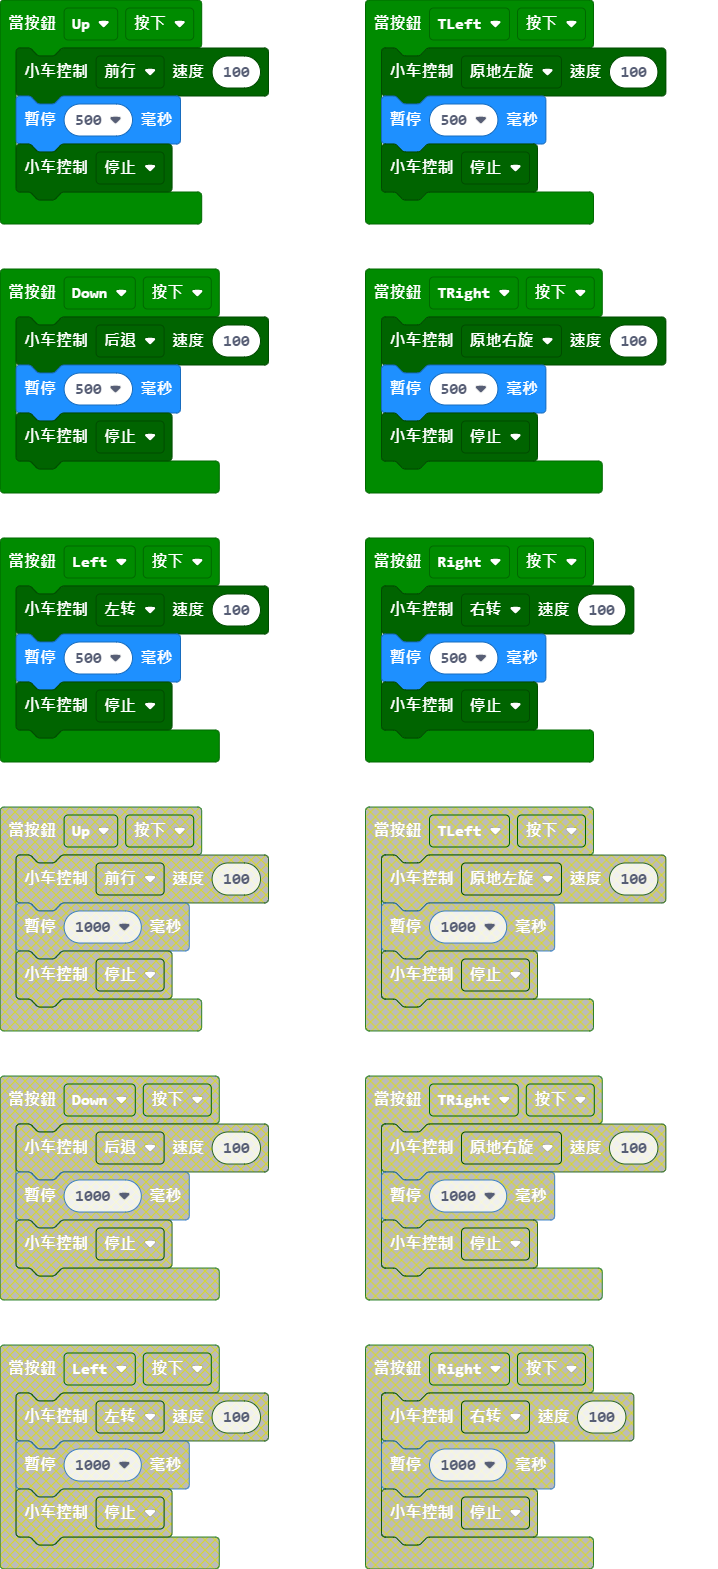 當按鈕 Up 按下
小车控制 前行 速度 100
暫停 500 毫秒
小车控制 停止
當按鈕 TLeft 按下
小车控制 原地左旋 速度 100
暫停 500 毫秒
小车控制 停止
當按鈕 Down 按下
小车控制 后退 速度 100
暫停 500 毫秒
小车控制 停止
當按鈕 TRight 按下
小车控制 原地右旋 速度 100
暫停 500 毫秒
小车控制 停止
當按鈕 Left 按下
小车控制 左转 速度 100
暫停 500 毫秒
小车控制 停止
當按鈕 Right 按下
小车控制 右转 速度 100
暫停 500 毫秒
小车控制 停止
當按鈕 Up 按下
小车控制 前行 速度 100
暫停 1000 毫秒
小车控制 停止
當按鈕 TLeft 按下
小车控制 原地左旋 速度 100
暫停 1000 毫秒
小车控制 停止
當按鈕 Down 按下
小车控制 后退 速度 100
暫停 1000 毫秒
小车控制 停止
當按鈕 TRight 按下
小车控制 原地右旋 速度 100
暫停 1000 毫秒
小车控制 停止
當按鈕 Left 按下
小车控制 左转 速度 100
暫停 1000 毫秒
小车控制 停止
當按鈕 Right 按下
小车控制 右转 速度 100
暫停 1000 毫秒
小车控制 停止